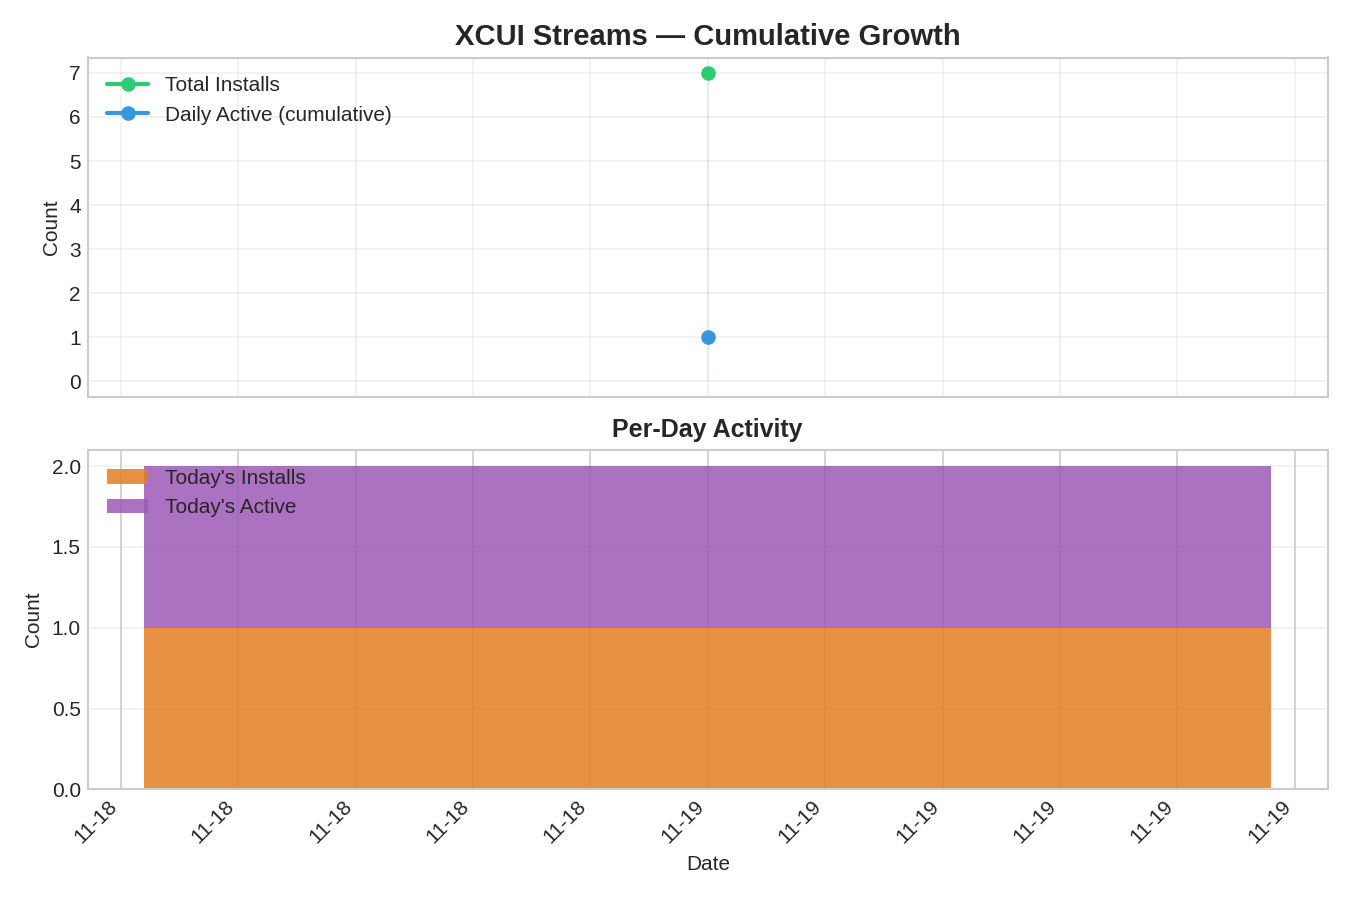 XCUI Streams — Cumulative Growth
7
Total Installs
6
Daily Active (cumulative)
5
4
3
2
1
0
Count
Per-Day Activity
2.0
Today's Installs
Today's Active
1.5
1.0
0.5
0.0
Count
11-18 11-18 11-18 11-18 11-18 11-19 11-19 11-19 11-19 11-19 11-19
Date